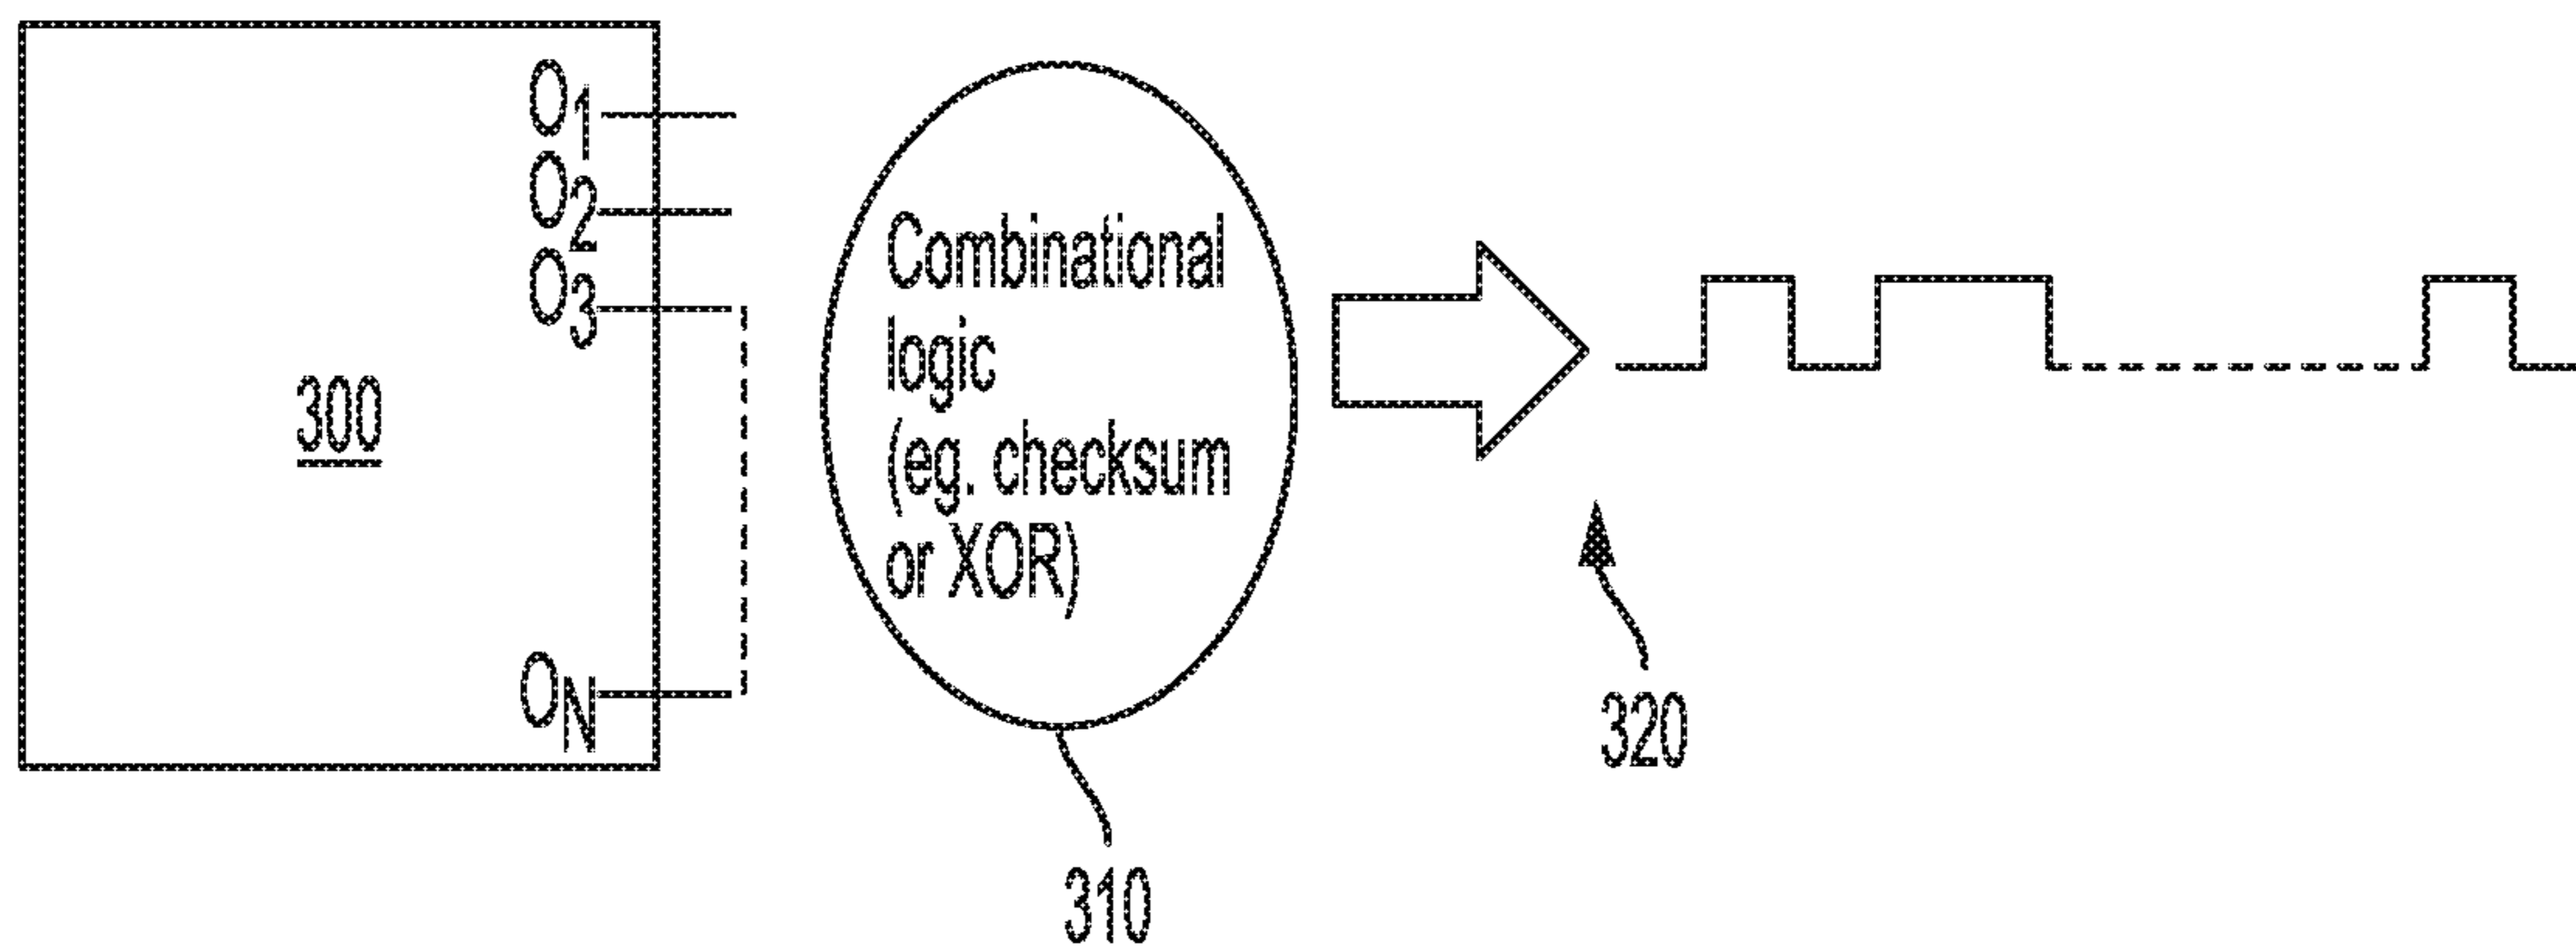 O1
O2
O3
300
ON
Combinational
logic
(eg. checksum
or XOR)
310
320